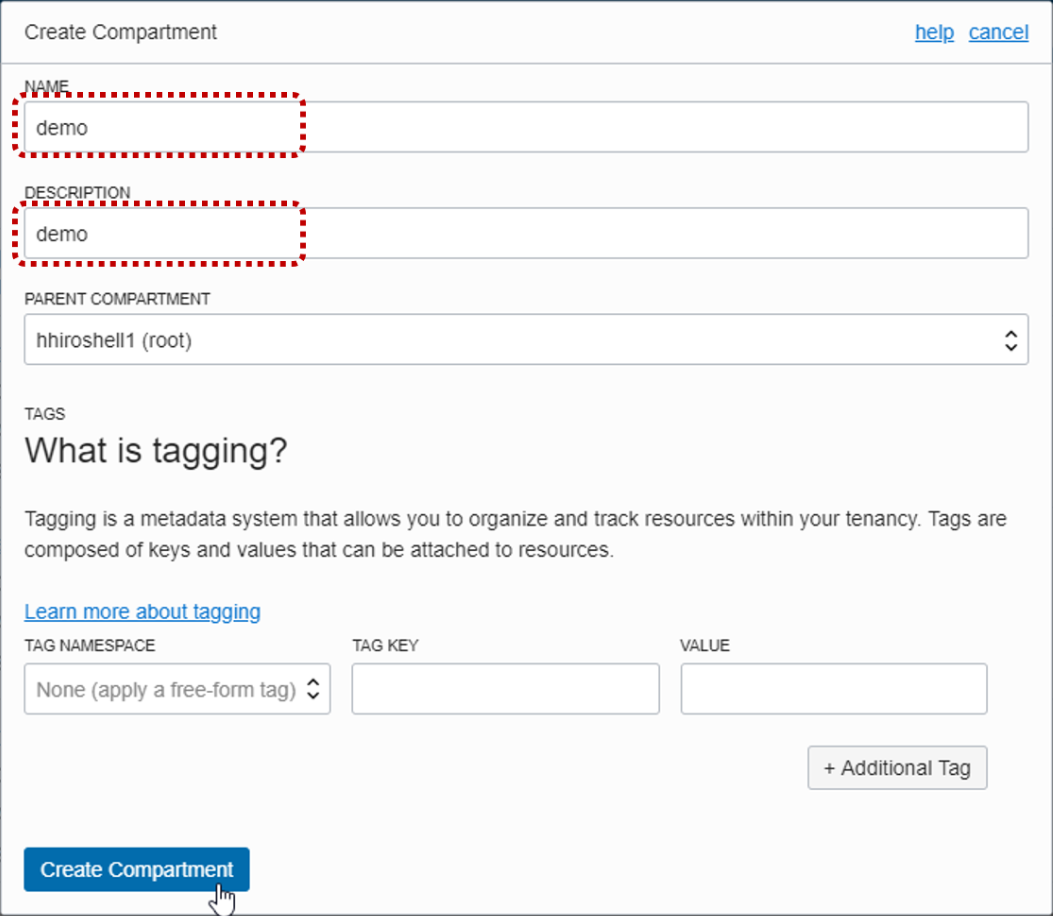 Create Compartment help cancel
NAME
demo
DESCRIPTION
demo
PARENT COMPARTMENT
hhiroshell1 (root)
TAGS
What is tagging?
Tagging is a metadata system that allows you to organize and track resources within your tenancy. Tags are
composed of keys and values that can be attached to resources.
Learn more about tagging
TAG NAMESPACE TAG KEY VALUE
None (apply a free-form tag)
+ Additional Tag
Create Compartment